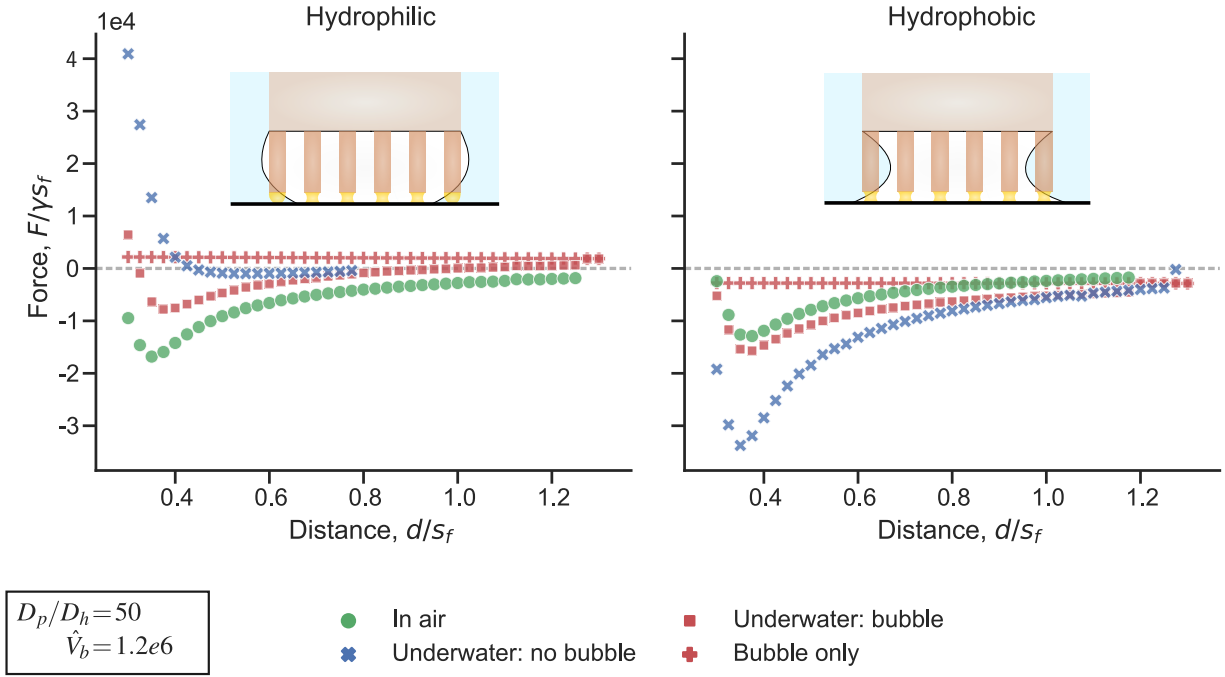 Hydrophilic
Hydrophobic
1e4
4
3
2
1
0
-1
-2
-3
Force, F/γs_f
0.4 0.6 0.8 1.0 1.2
0.4 0.6 0.8 1.0 1.2
Distance, d/s_f
Distance, d/s_f
D_p/D_h=50
V̂_b=1.2e6
In air
Underwater: no bubble
Underwater: bubble
Bubble only